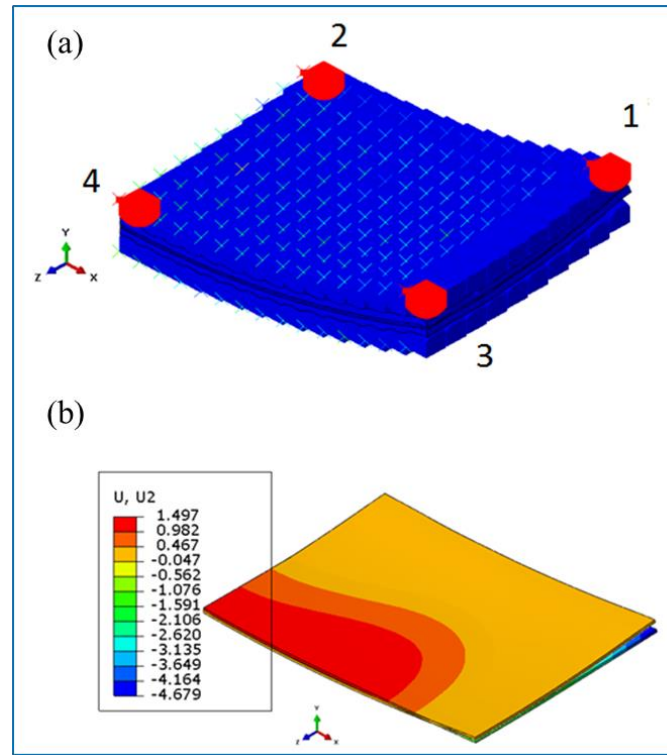 (a)
2
1
4
Y
Z
X
3
(b)
U, U2
1.497
0.982
0.467
-0.047
-0.562
-1.076
-1.591
-2.106
-2.620
-3.135
-3.649
-4.164
-4.679
Y
Z
X